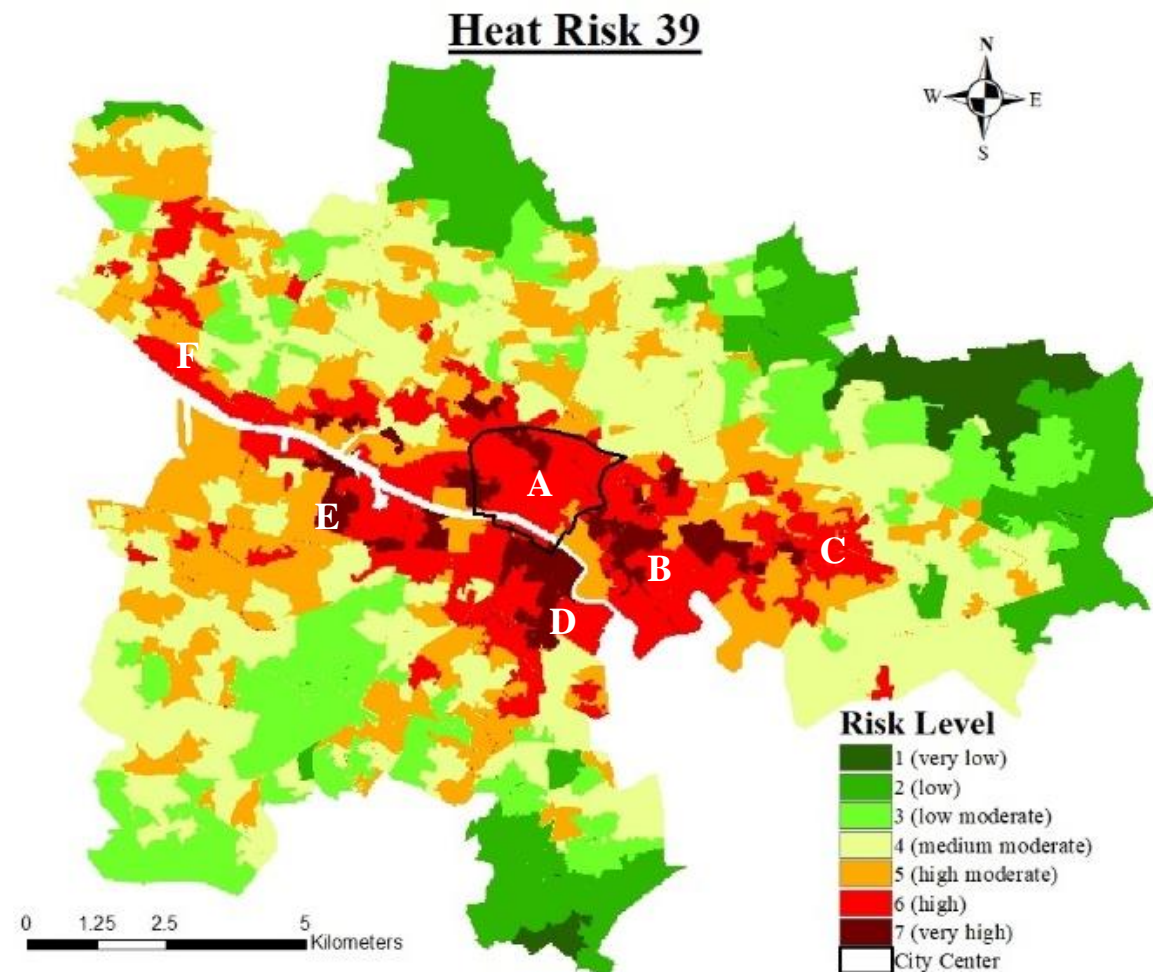 Heat Risk 39
N
W E
S
F
A
E
B
C
D
Risk Level
1 (very low)
2 (low)
3 (low moderate)
4 (medium moderate)
5 (high moderate)
6 (high)
7 (very high)
City Center
0 1.25 2.5 5
Kilometers